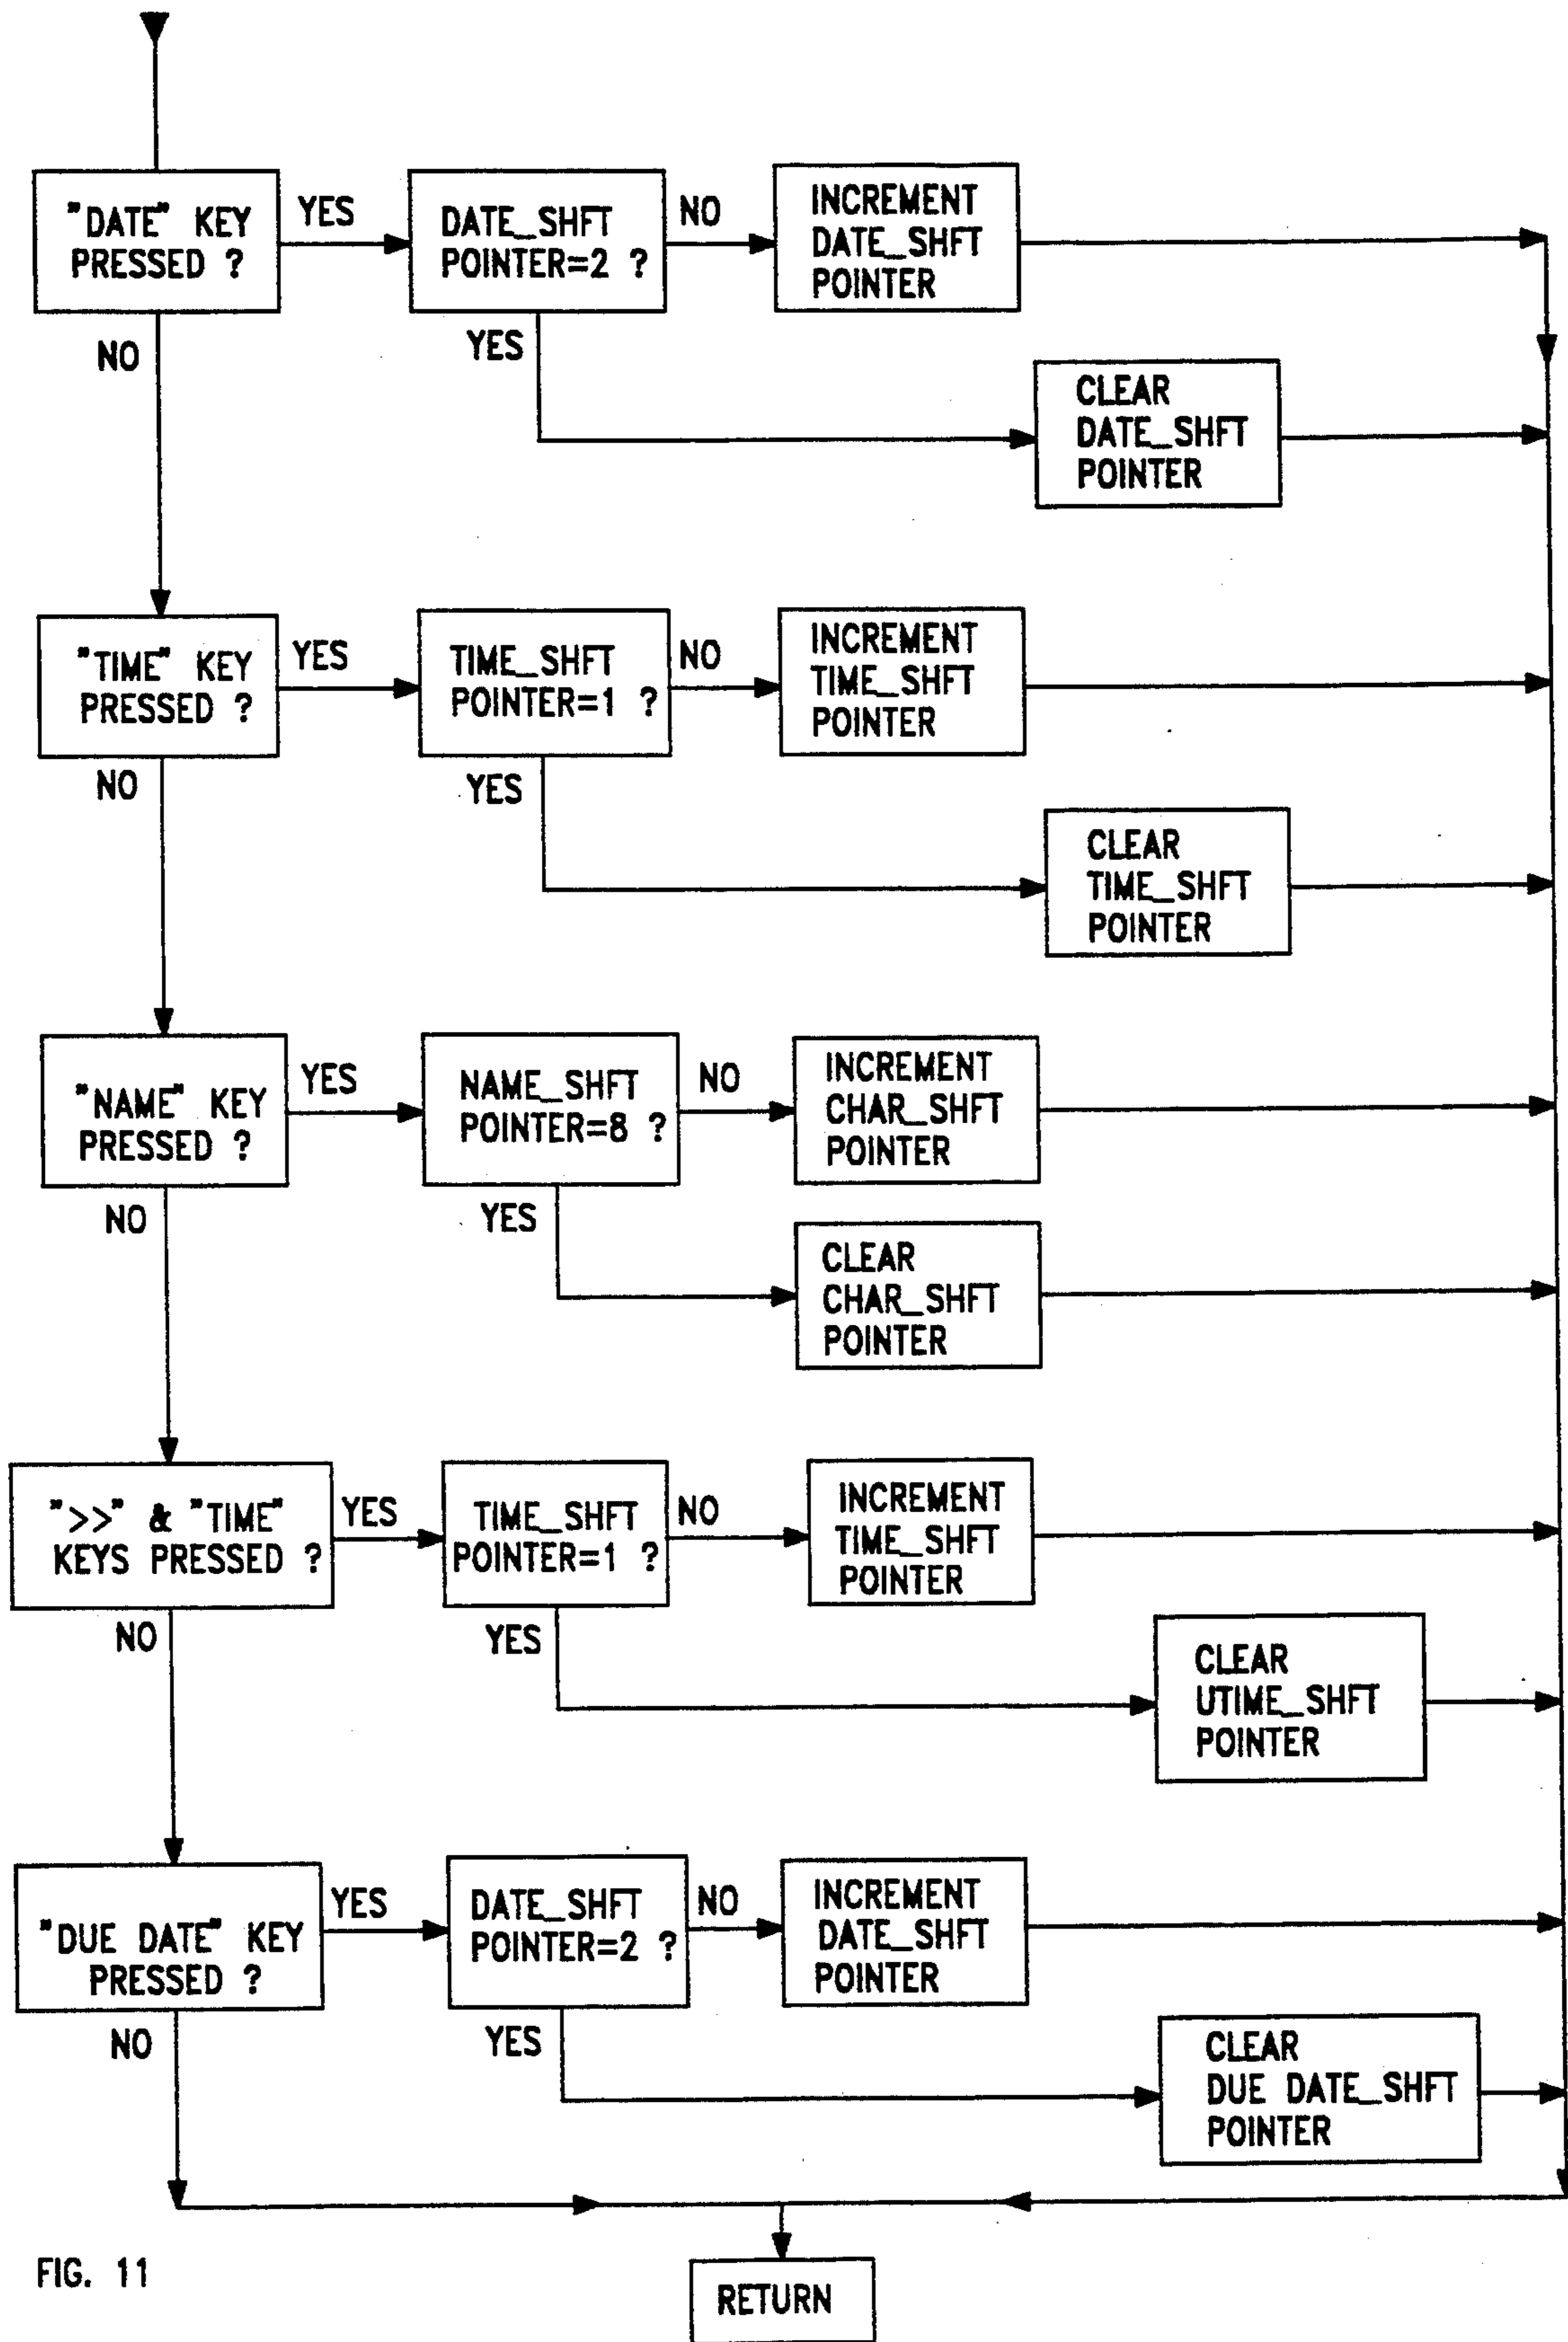 "DATE" KEY
PRESSED ?
YES
DATE_SHFT
POINTER=2 ?
NO
INCREMENT
DATE_SHFT
POINTER
NO
YES
CLEAR
DATE_SHFT
POINTER
"TIME" KEY
PRESSED ?
YES
TIME_SHFT
POINTER=1 ?
NO
INCREMENT
TIME_SHFT
POINTER
NO
YES
CLEAR
TIME_SHFT
POINTER
"NAME" KEY
PRESSED ?
YES
NAME_SHFT
POINTER=8 ?
NO
INCREMENT
CHAR_SHFT
POINTER
NO
YES
CLEAR
CHAR_SHFT
POINTER
">>" & "TIME"
KEYS PRESSED ?
YES
TIME_SHFT
POINTER=1 ?
NO
INCREMENT
TIME_SHFT
POINTER
NO
YES
CLEAR
UTIME_SHFT
POINTER
"DUE DATE" KEY
PRESSED ?
YES
DATE_SHFT
POINTER=2 ?
NO
INCREMENT
DATE_SHFT
POINTER
NO
YES
CLEAR
DUE DATE_SHFT
POINTER
FIG. 11
RETURN